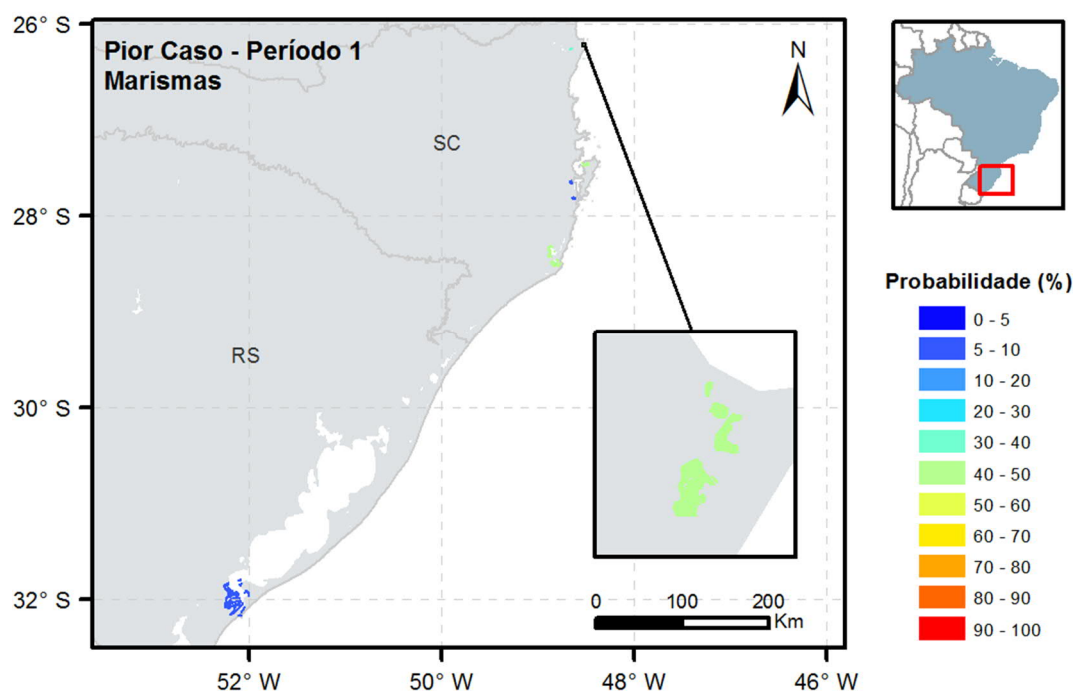 26° S
Pior Caso - Período 1
Marismas
N
SC
28° S
Probabilidade (%)
0 - 5
5 - 10
RS
10 - 20
20 - 30
30° S
30 - 40
40 - 50
50 - 60
60 - 70
70 - 80
32° S
0 100 200
Km
80 - 90
90 - 100
52° W 50° W 48° W 46° W